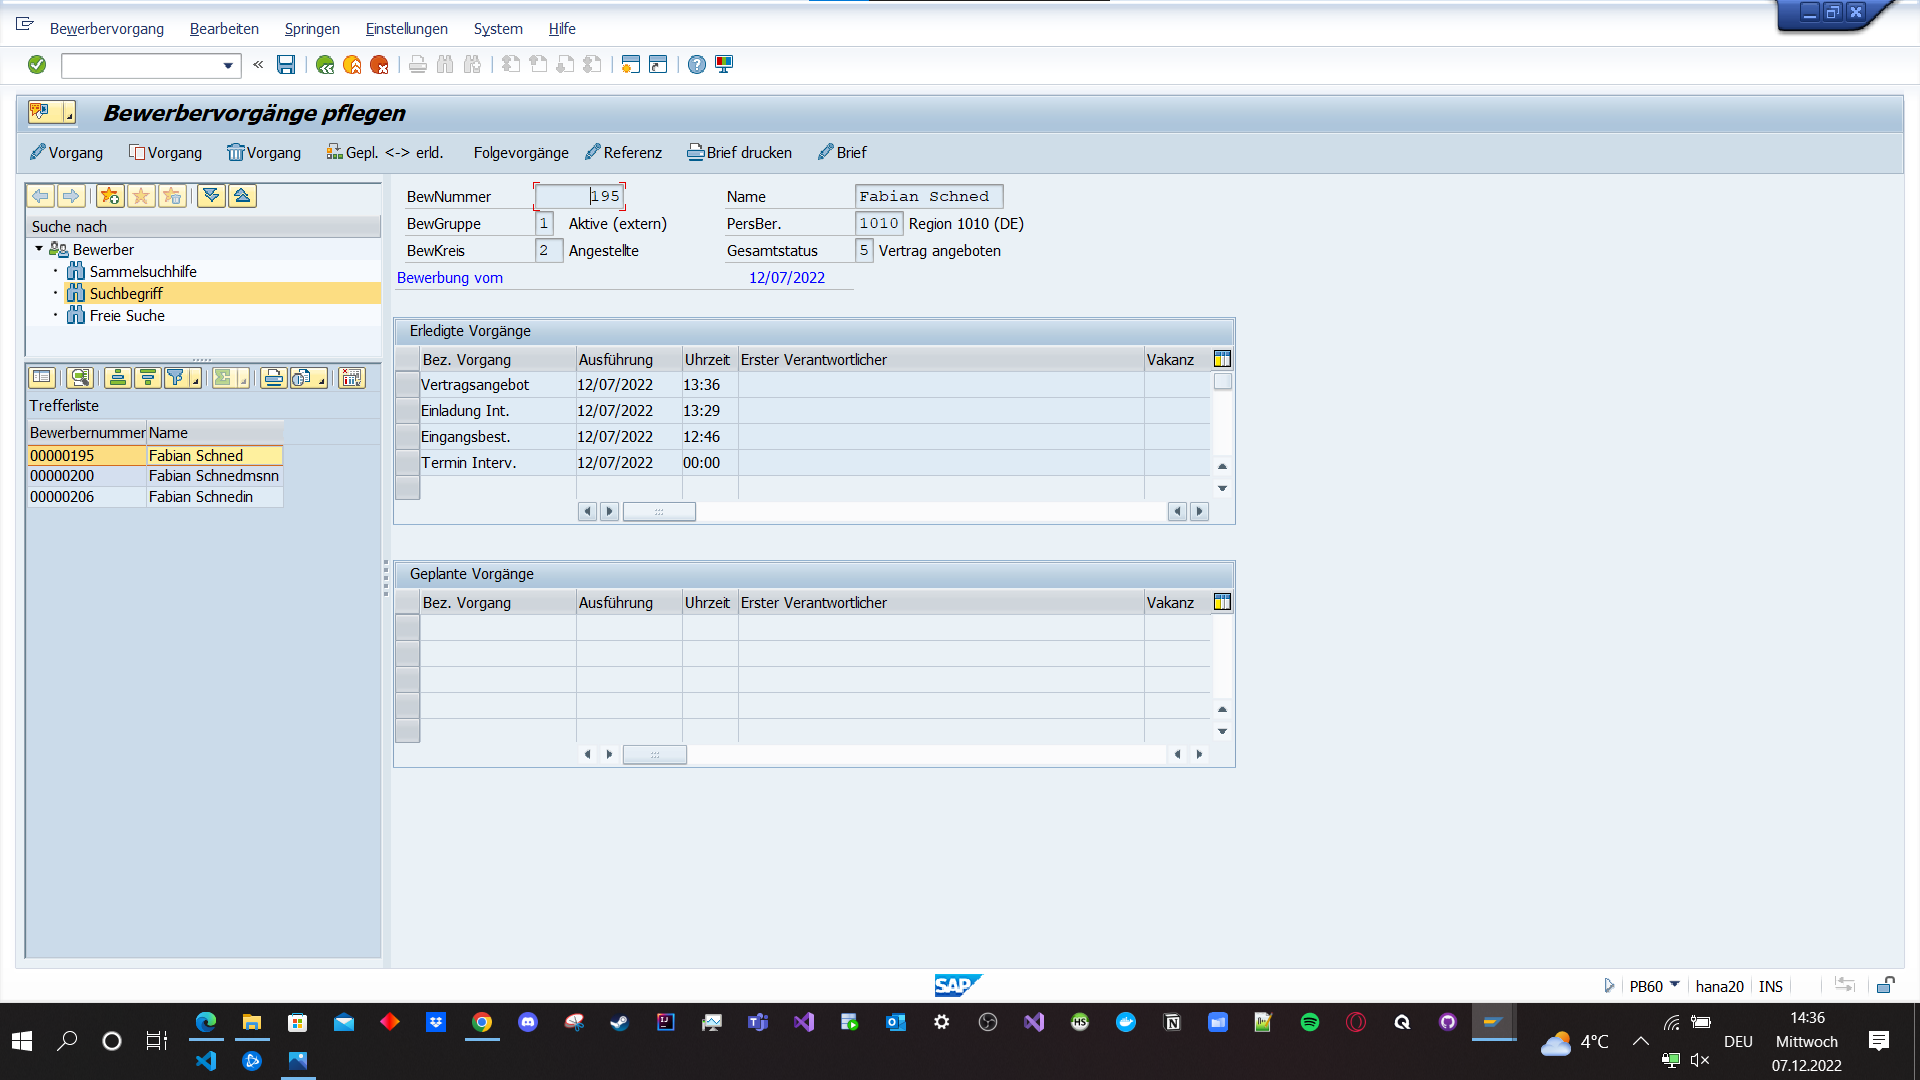 Bewerbervorgang Bearbeiten Springen Einstellungen System Hilfe
Bewerbervorgänge pflegen
Vorgang Vorgang Vorgang Gepl. <-> erld. Folgevorgänge Referenz Brief drucken Brief
Suche nach
Bewerber
Sammelsuchhilfe
Suchbegriff
Freie Suche
Trefferliste
Bewerbernummer Name
00000195 Fabian Schned
00000200 Fabian Schnedmsnn
00000206 Fabian Schnedin
BewNummer 195 Name Fabian Schned
BewGruppe 1 Aktive (extern) PersBer. 1010 Region 1010 (DE)
BewKreis 2 Angestellte Gesamtstatus 5 Vertrag angeboten
Bewerbung vom 12/07/2022
Erledigte Vorgänge
Bez. Vorgang Ausführung Uhrzeit Erster Verantwortlicher Vakanz
Vertragsangebot 12/07/2022 13:36
Einladung Int. 12/07/2022 13:29
Eingangsbest. 12/07/2022 12:46
Termin Interv. 12/07/2022 00:00
Geplante Vorgänge
Bez. Vorgang Ausführung Uhrzeit Erster Verantwortlicher Vakanz
SAP PB60 hana20 INS
4°C DEU 14:36
Mittwoch
07.12.2022